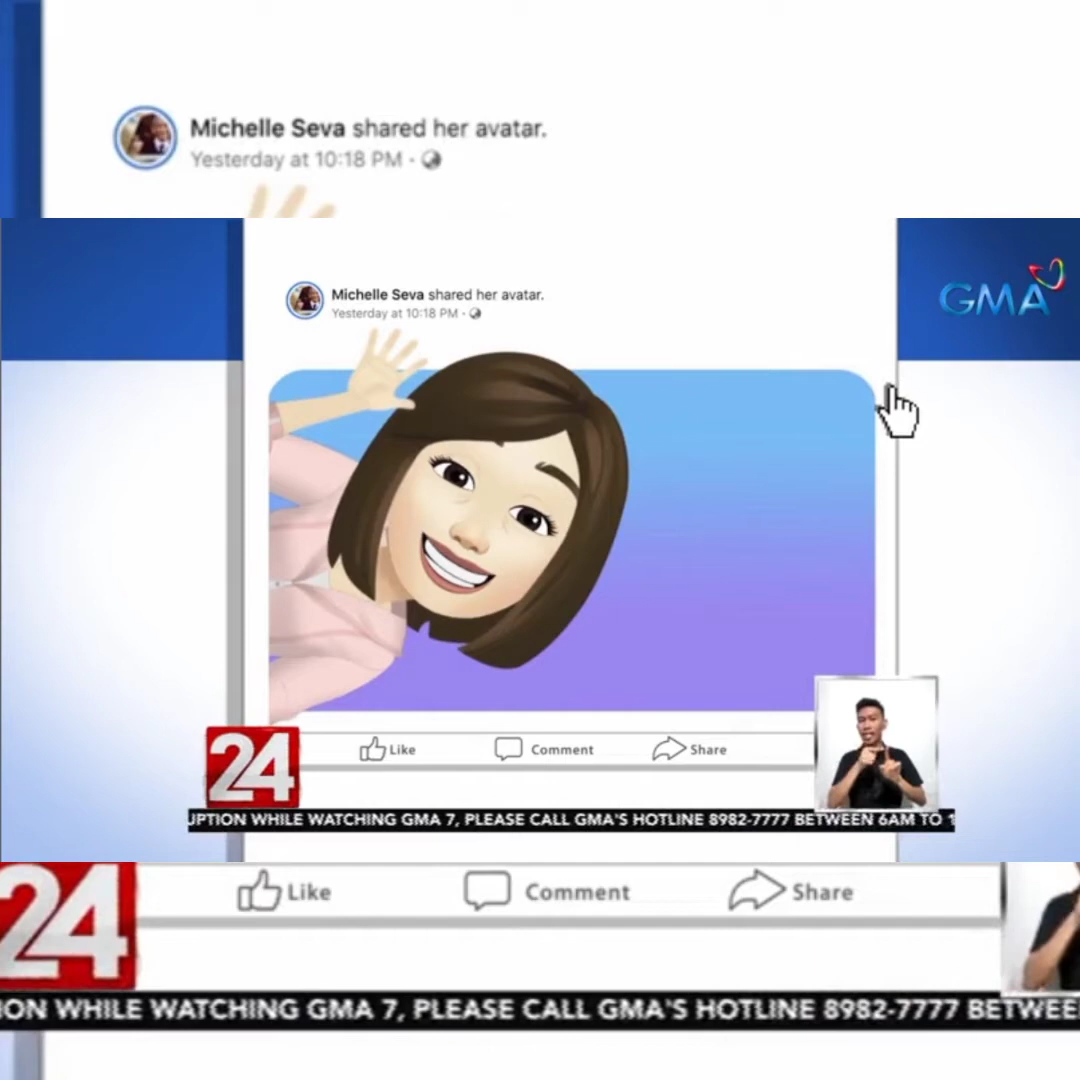 Michelle Seva shared her avatar.
Yesterday at 10:18 PM ·
Michelle Seva shared her avatar.
Yesterday at 10:18 PM ·
GMA
Like Comment Share
24
UPTION WHILE WATCHING GMA 7, PLEASE CALL GMA'S HOTLINE 8982-7777 BETWEEN 6AM TO 1
24
Like Comment Share
ION WHILE WATCHING GMA 7, PLEASE CALL GMA'S HOTLINE 8982-7777 BETWEE